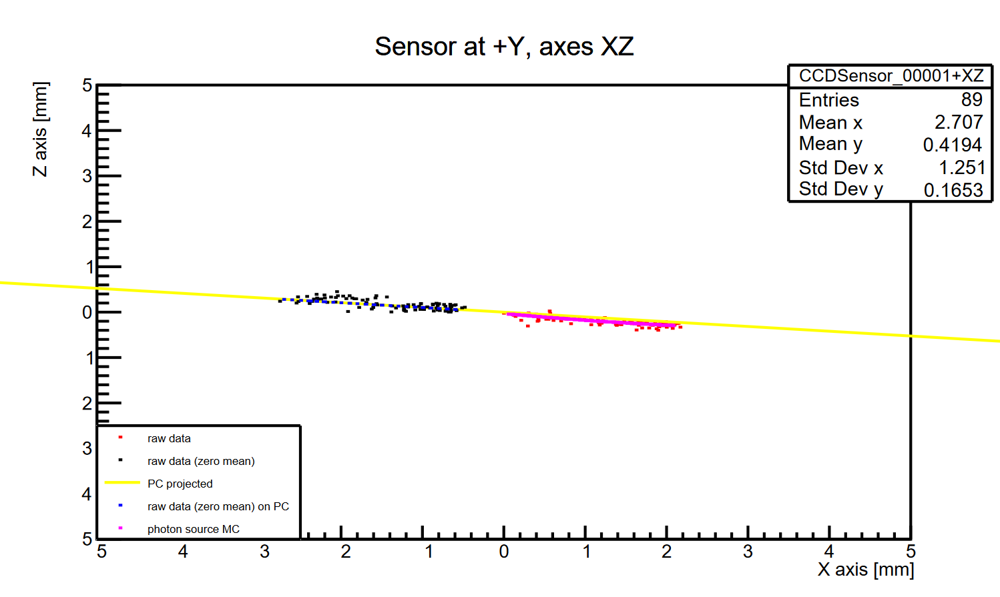 Sensor at +Y, axes XZ
CCDSensor_00001+XZ
Entries 89
Mean x 2.707
Mean y 0.4194
Std Dev x 1.251
Std Dev y 0.1653
Z axis [mm]
5
4
3
2
1
0
1
2
3
4
5
raw data
raw data (zero mean)
PC projected
raw data (zero mean) on PC
photon source MC
5 4 3 2 1 0 1 2 3 4 5
X axis [mm]